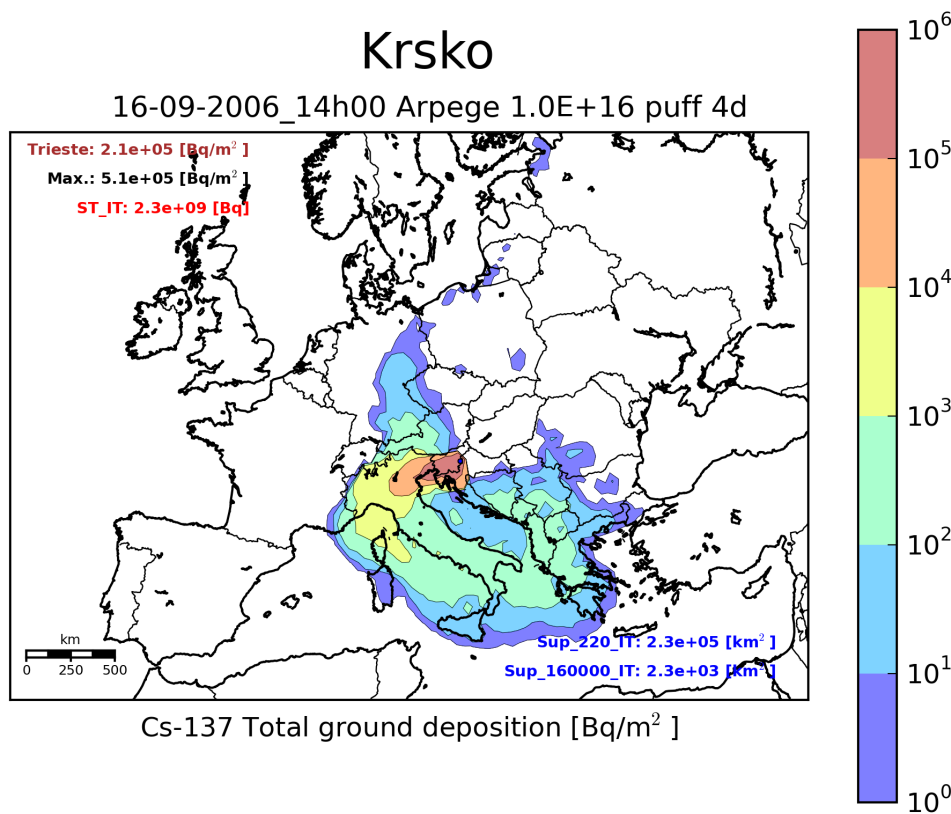 Krsko
16-09-2006_14h00 Arpege 1.0E+16 puff 4d
Trieste: 2.1e+05 [Bq/m² ]
Max.: 5.1e+05 [Bq/m² ]
ST_IT: 2.3e+09 [Bq]
Sup_220_IT: 2.3e+05 [km² ]
Sup_160000_IT: 2.3e+03 [km² ]
km
0 250 500
Cs-137 Total ground deposition [Bq/m² ]
10⁶
10⁵
10⁴
10³
10²
10¹
10⁰